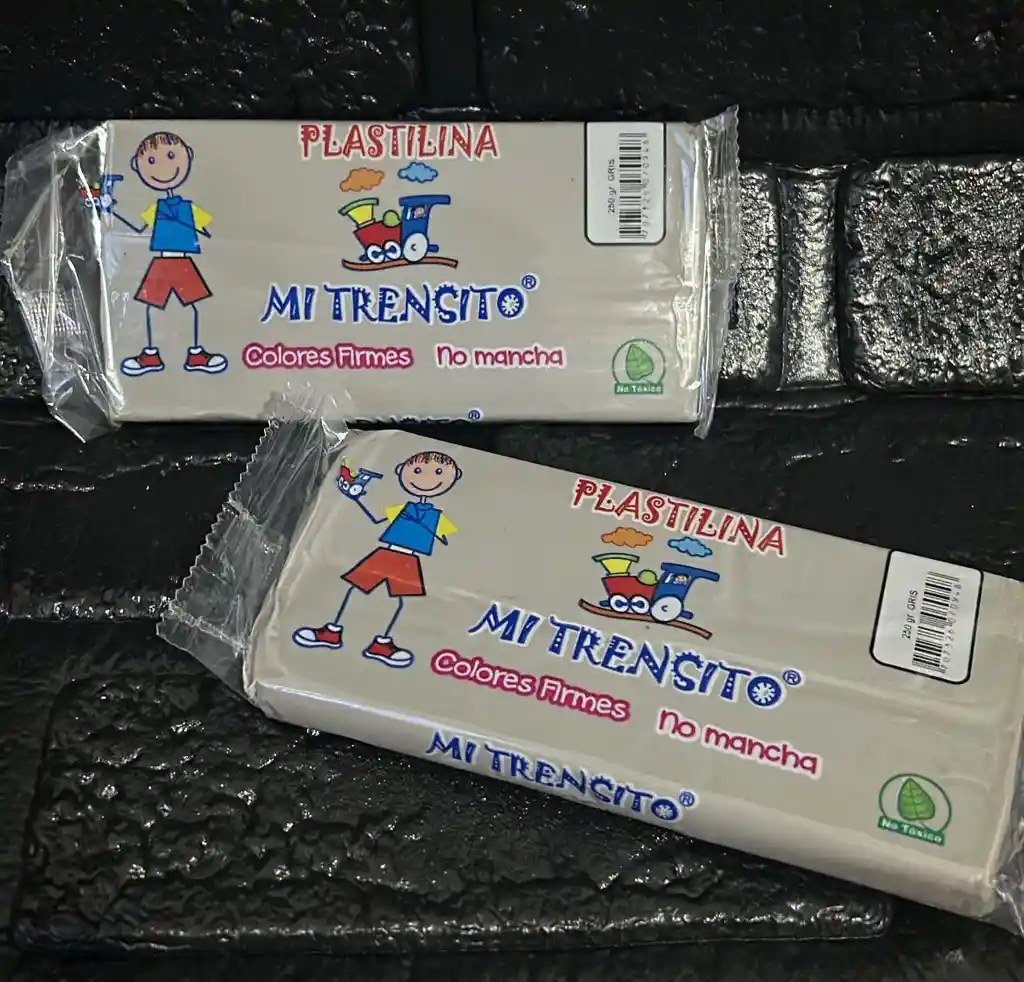 PLASTILINA
250 gr GRIS
MI TRENSITO®
Colores Firmes No mancha
No Tóxico
PLASTILINA
250 gr GRIS
MI TRENSITO®
Colores Firmes No mancha
MI TRENSITO®
No Tóxico